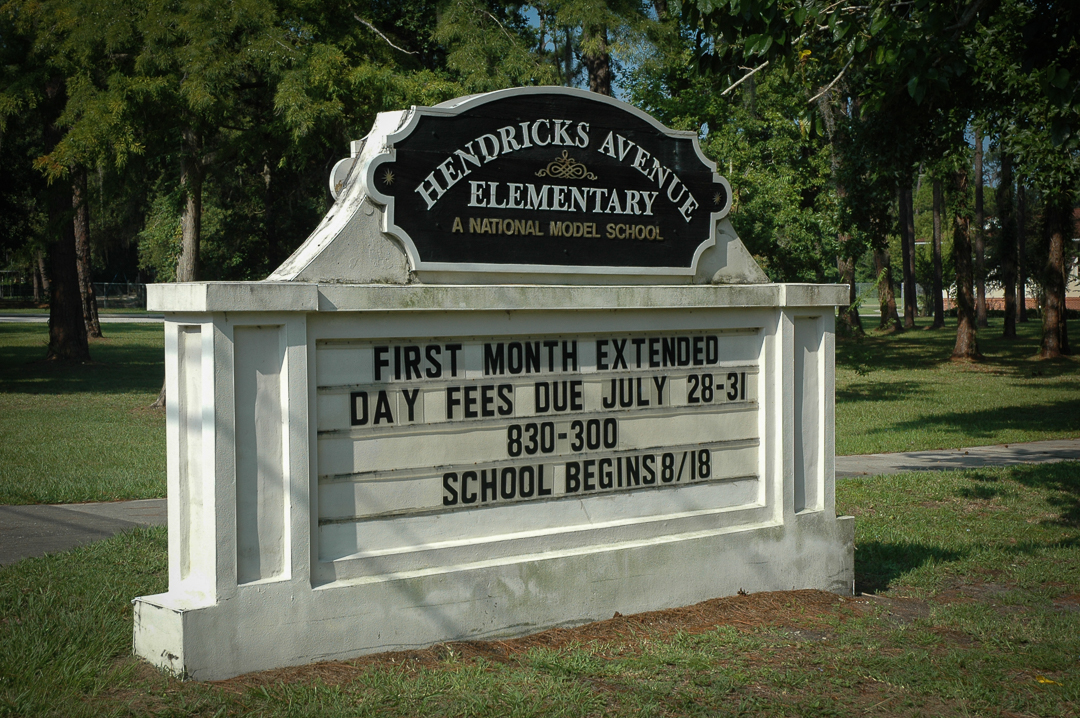 HENDRICKS AVENUE
ELEMENTARY
A NATIONAL MODEL SCHOOL
FIRST MONTH EXTENDED
DAY FEES DUE JULY 28-31
830-300
SCHOOL BEGINS 8/18